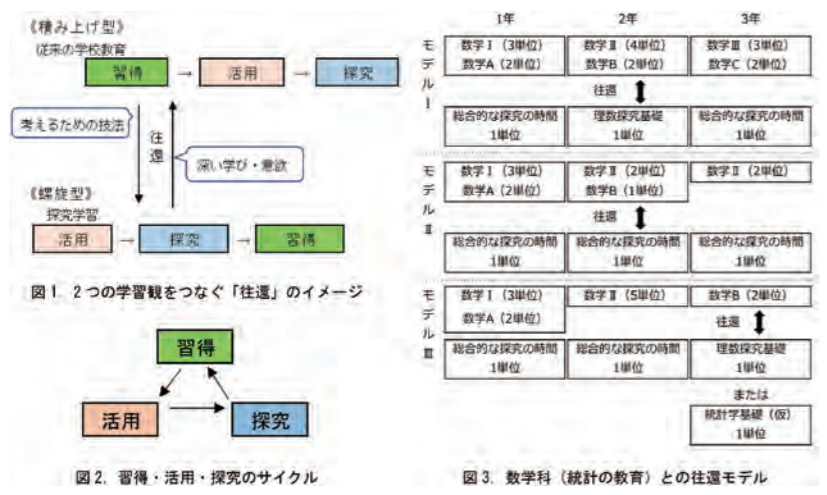 《積み上げ型》
従来の学校教育
習得 → 活用 → 探究
考えるための技法
往還
深い学び・意欲
《螺旋型》
探究学習
活用 → 探究 → 習得
図1. 2つの学習観をつなぐ「往還」のイメージ
習得
活用
探究
図2. 習得・活用・探究のサイクル
1年 2年 3年
モデルⅠ
数学Ⅰ(3単位) 数学Ⅱ(4単位) 数学Ⅲ(3単位)
数学A(2単位) 数学B(2単位) 数学C(2単位)
往還
総合的な探究の時間 理数探究基礎 総合的な探究の時間
1単位 1単位 1単位
モデルⅡ
数学Ⅰ(3単位) 数学Ⅱ(2単位) 数学Ⅱ(2単位)
数学A(2単位) 数学B(1単位)
往還
総合的な探究の時間 総合的な探究の時間 総合的な探究の時間
1単位 1単位 1単位
モデルⅢ
数学Ⅰ(3単位) 数学Ⅱ(5単位) 数学B(2単位)
数学A(2単位)
往還
総合的な探究の時間 総合的な探究の時間 理数探究基礎
1単位 1単位 1単位
または
統計学基礎(仮)
1単位
図3. 数学科(統計の教育)との往還モデル